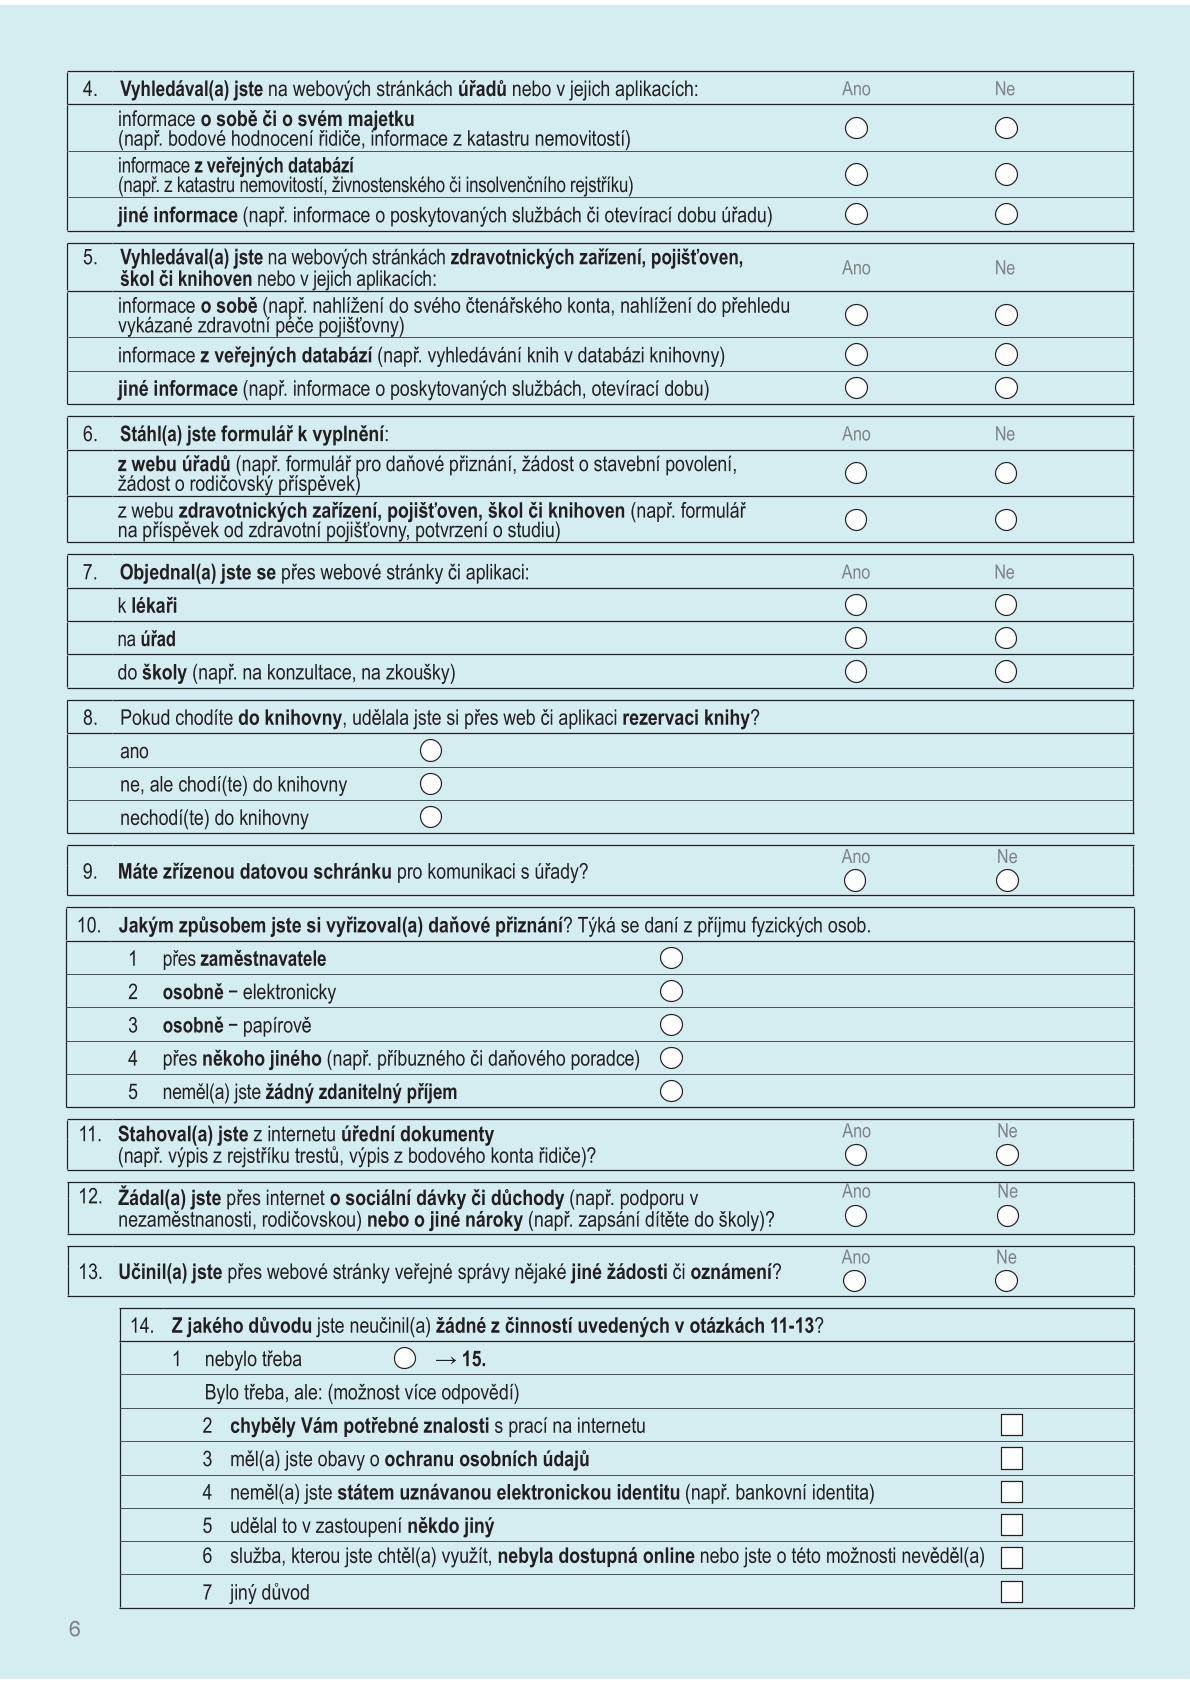 4. Vyhledával(a) jste na webových stránkách úřadů nebo v jejich aplikacích: Ano Ne
informace o sobě či o svém majetku
(např. bodové hodnocení řidiče, informace z katastru nemovitostí)
informace z veřejných databází
(např. z katastru nemovitostí, živnostenského či insolvenčního rejstříku)
jiné informace (např. informace o poskytovaných službách či otevírací dobu úřadu)
5. Vyhledával(a) jste na webových stránkách zdravotnických zařízení, pojišťoven,
škol či knihoven nebo v jejich aplikacích: Ano Ne
informace o sobě (např. nahlížení do svého čtenářského konta, nahlížení do přehledu
vykázané zdravotní péče pojišťovny)
informace z veřejných databází (např. vyhledávání knih v databázi knihovny)
jiné informace (např. informace o poskytovaných službách, otevírací dobu)
6. Stáhl(a) jste formulář k vyplnění: Ano Ne
z webu úřadů (např. formulář pro daňové přiznání, žádost o stavební povolení,
žádost o rodičovský příspěvek)
z webu zdravotnických zařízení, pojišťoven, škol či knihoven (např. formulář
na příspěvek od zdravotní pojišťovny, potvrzení o studiu)
7. Objednal(a) jste se přes webové stránky či aplikaci: Ano Ne
k lékaři
na úřad
do školy (např. na konzultace, na zkoušky)
8. Pokud chodíte do knihovny, udělala jste si přes web či aplikaci rezervaci knihy?
ano
ne, ale chodí(te) do knihovny
nechodí(te) do knihovny
Ano Ne
9. Máte zřízenou datovou schránku pro komunikaci s úřady?
10. Jakým způsobem jste si vyřizoval(a) daňové přiznání? Týká se daní z příjmu fyzických osob.
1 přes zaměstnavatele
2 osobně – elektronicky
3 osobně – papírově
4 přes někoho jiného (např. příbuzného či daňového poradce)
5 neměl(a) jste žádný zdanitelný příjem
11. Stahoval(a) jste z internetu úřední dokumenty Ano Ne
(např. výpis z rejstříku trestů, výpis z bodového konta řidiče)?
12. Žádal(a) jste přes internet o sociální dávky či důchody (např. podporu v Ano Ne
nezaměstnanosti, rodičovskou) nebo o jiné nároky (např. zapsání dítěte do školy)?
Ano Ne
13. Učinil(a) jste přes webové stránky veřejné správy nějaké jiné žádosti či oznámení?
14. Z jakého důvodu jste neučinil(a) žádné z činností uvedených v otázkách 11-13?
1 nebylo třeba → 15.
Bylo třeba, ale: (možnost více odpovědí)
2 chyběly Vám potřebné znalosti s prací na internetu
3 měl(a) jste obavy o ochranu osobních údajů
4 neměl(a) jste státem uznávanou elektronickou identitu (např. bankovní identita)
5 udělal to v zastoupení někdo jiný
6 služba, kterou jste chtěl(a) využít, nebyla dostupná online nebo jste o této možnosti nevěděl(a)
7 jiný důvod
6